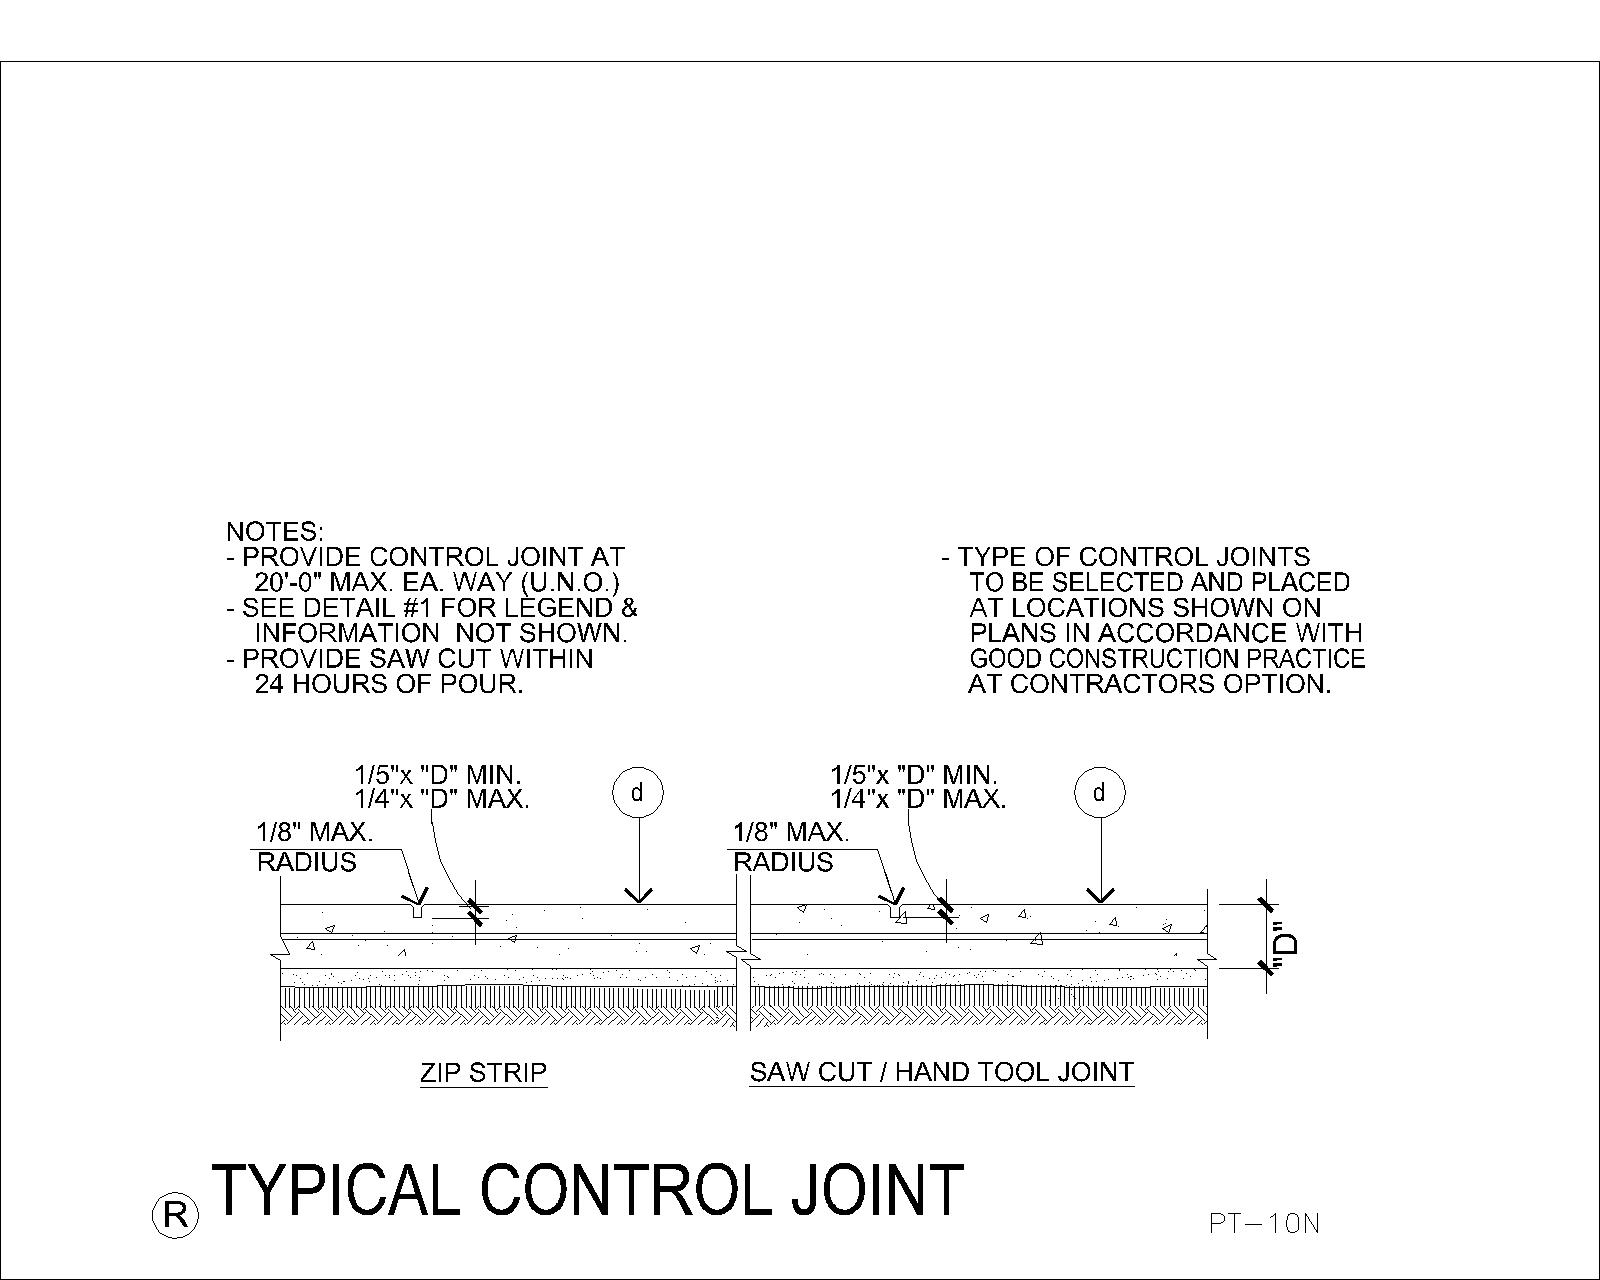 NOTES:
- PROVIDE CONTROL JOINT AT
20'-0" MAX. EA. WAY (U.N.O.)
- SEE DETAIL #1 FOR LEGEND &
INFORMATION NOT SHOWN.
- PROVIDE SAW CUT WITHIN
24 HOURS OF POUR.
- TYPE OF CONTROL JOINTS
TO BE SELECTED AND PLACED
AT LOCATIONS SHOWN ON
PLANS IN ACCORDANCE WITH
GOOD CONSTRUCTION PRACTICE
AT CONTRACTORS OPTION.
1/5"x "D" MIN.
1/4"x "D" MAX.
d
1/8" MAX.
RADIUS
1/5"x "D" MIN.
1/4"x "D" MAX.
d
1/8" MAX.
RADIUS
"D"
ZIP STRIP
SAW CUT / HAND TOOL JOINT
R
TYPICAL CONTROL JOINT
PT-10N